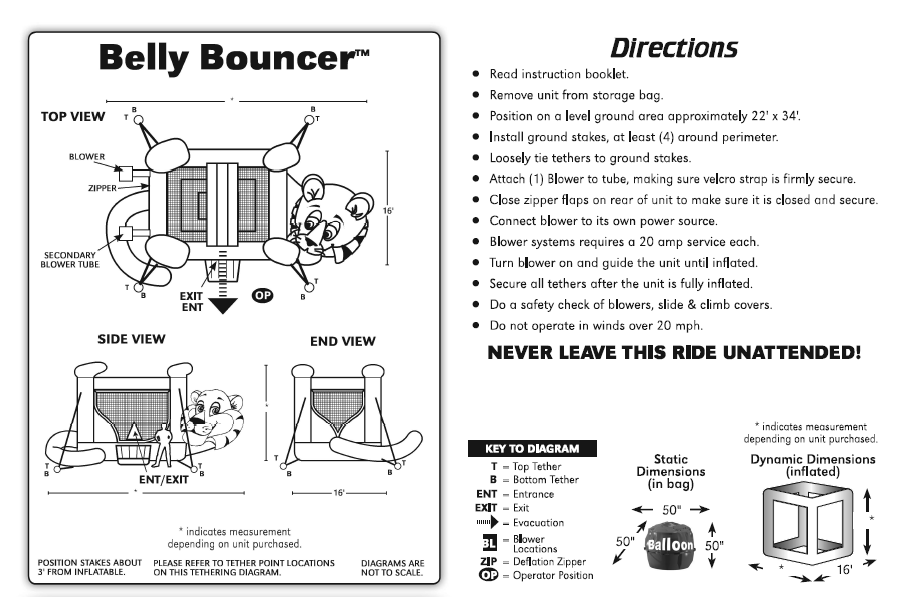 Belly Bouncer™
TOP VIEW
*
B
T
B
T
BLOWER
ZIPPER
16'
SECONDARY
BLOWER TUBE
T
B
T
B
EXIT
ENT
OP
SIDE VIEW
END VIEW
*
T
B
T
B
ENT/EXIT
*
T
B
T
B
16'
* indicates measurement
depending on unit purchased.
POSITION STAKES ABOUT
3' FROM INFLATABLE.
PLEASE REFER TO TETHER POINT LOCATIONS
ON THIS TETHERING DIAGRAM.
DIAGRAMS ARE
NOT TO SCALE.
Directions
• Read instruction booklet.
• Remove unit from storage bag.
• Position on a level ground area approximately 22' x 34'.
• Install ground stakes, at least (4) around perimeter.
• Loosely tie tethers to ground stakes.
• Attach (1) Blower to tube, making sure velcro strap is firmly secure.
• Close zipper flaps on rear of unit to make sure it is closed and secure.
• Connect blower to its own power source.
• Blower systems requires a 20 amp service each.
• Turn blower on and guide the unit until inflated.
• Secure all tethers after the unit is fully inflated.
• Do a safety check of blowers, slide & climb covers.
• Do not operate in winds over 20 mph.
NEVER LEAVE THIS RIDE UNATTENDED!
KEY TO DIAGRAM
T = Top Tether
B = Bottom Tether
ENT = Entrance
EXIT = Exit
= Evacuation
BL = Blower
Locations
ZIP = Deflation Zipper
OP = Operator Position
Static
Dimensions
(in bag)
50"
50"
Balloon
50"
* indicates measurement
depending on unit purchased.
Dynamic Dimensions
(inflated)
*
*
16'